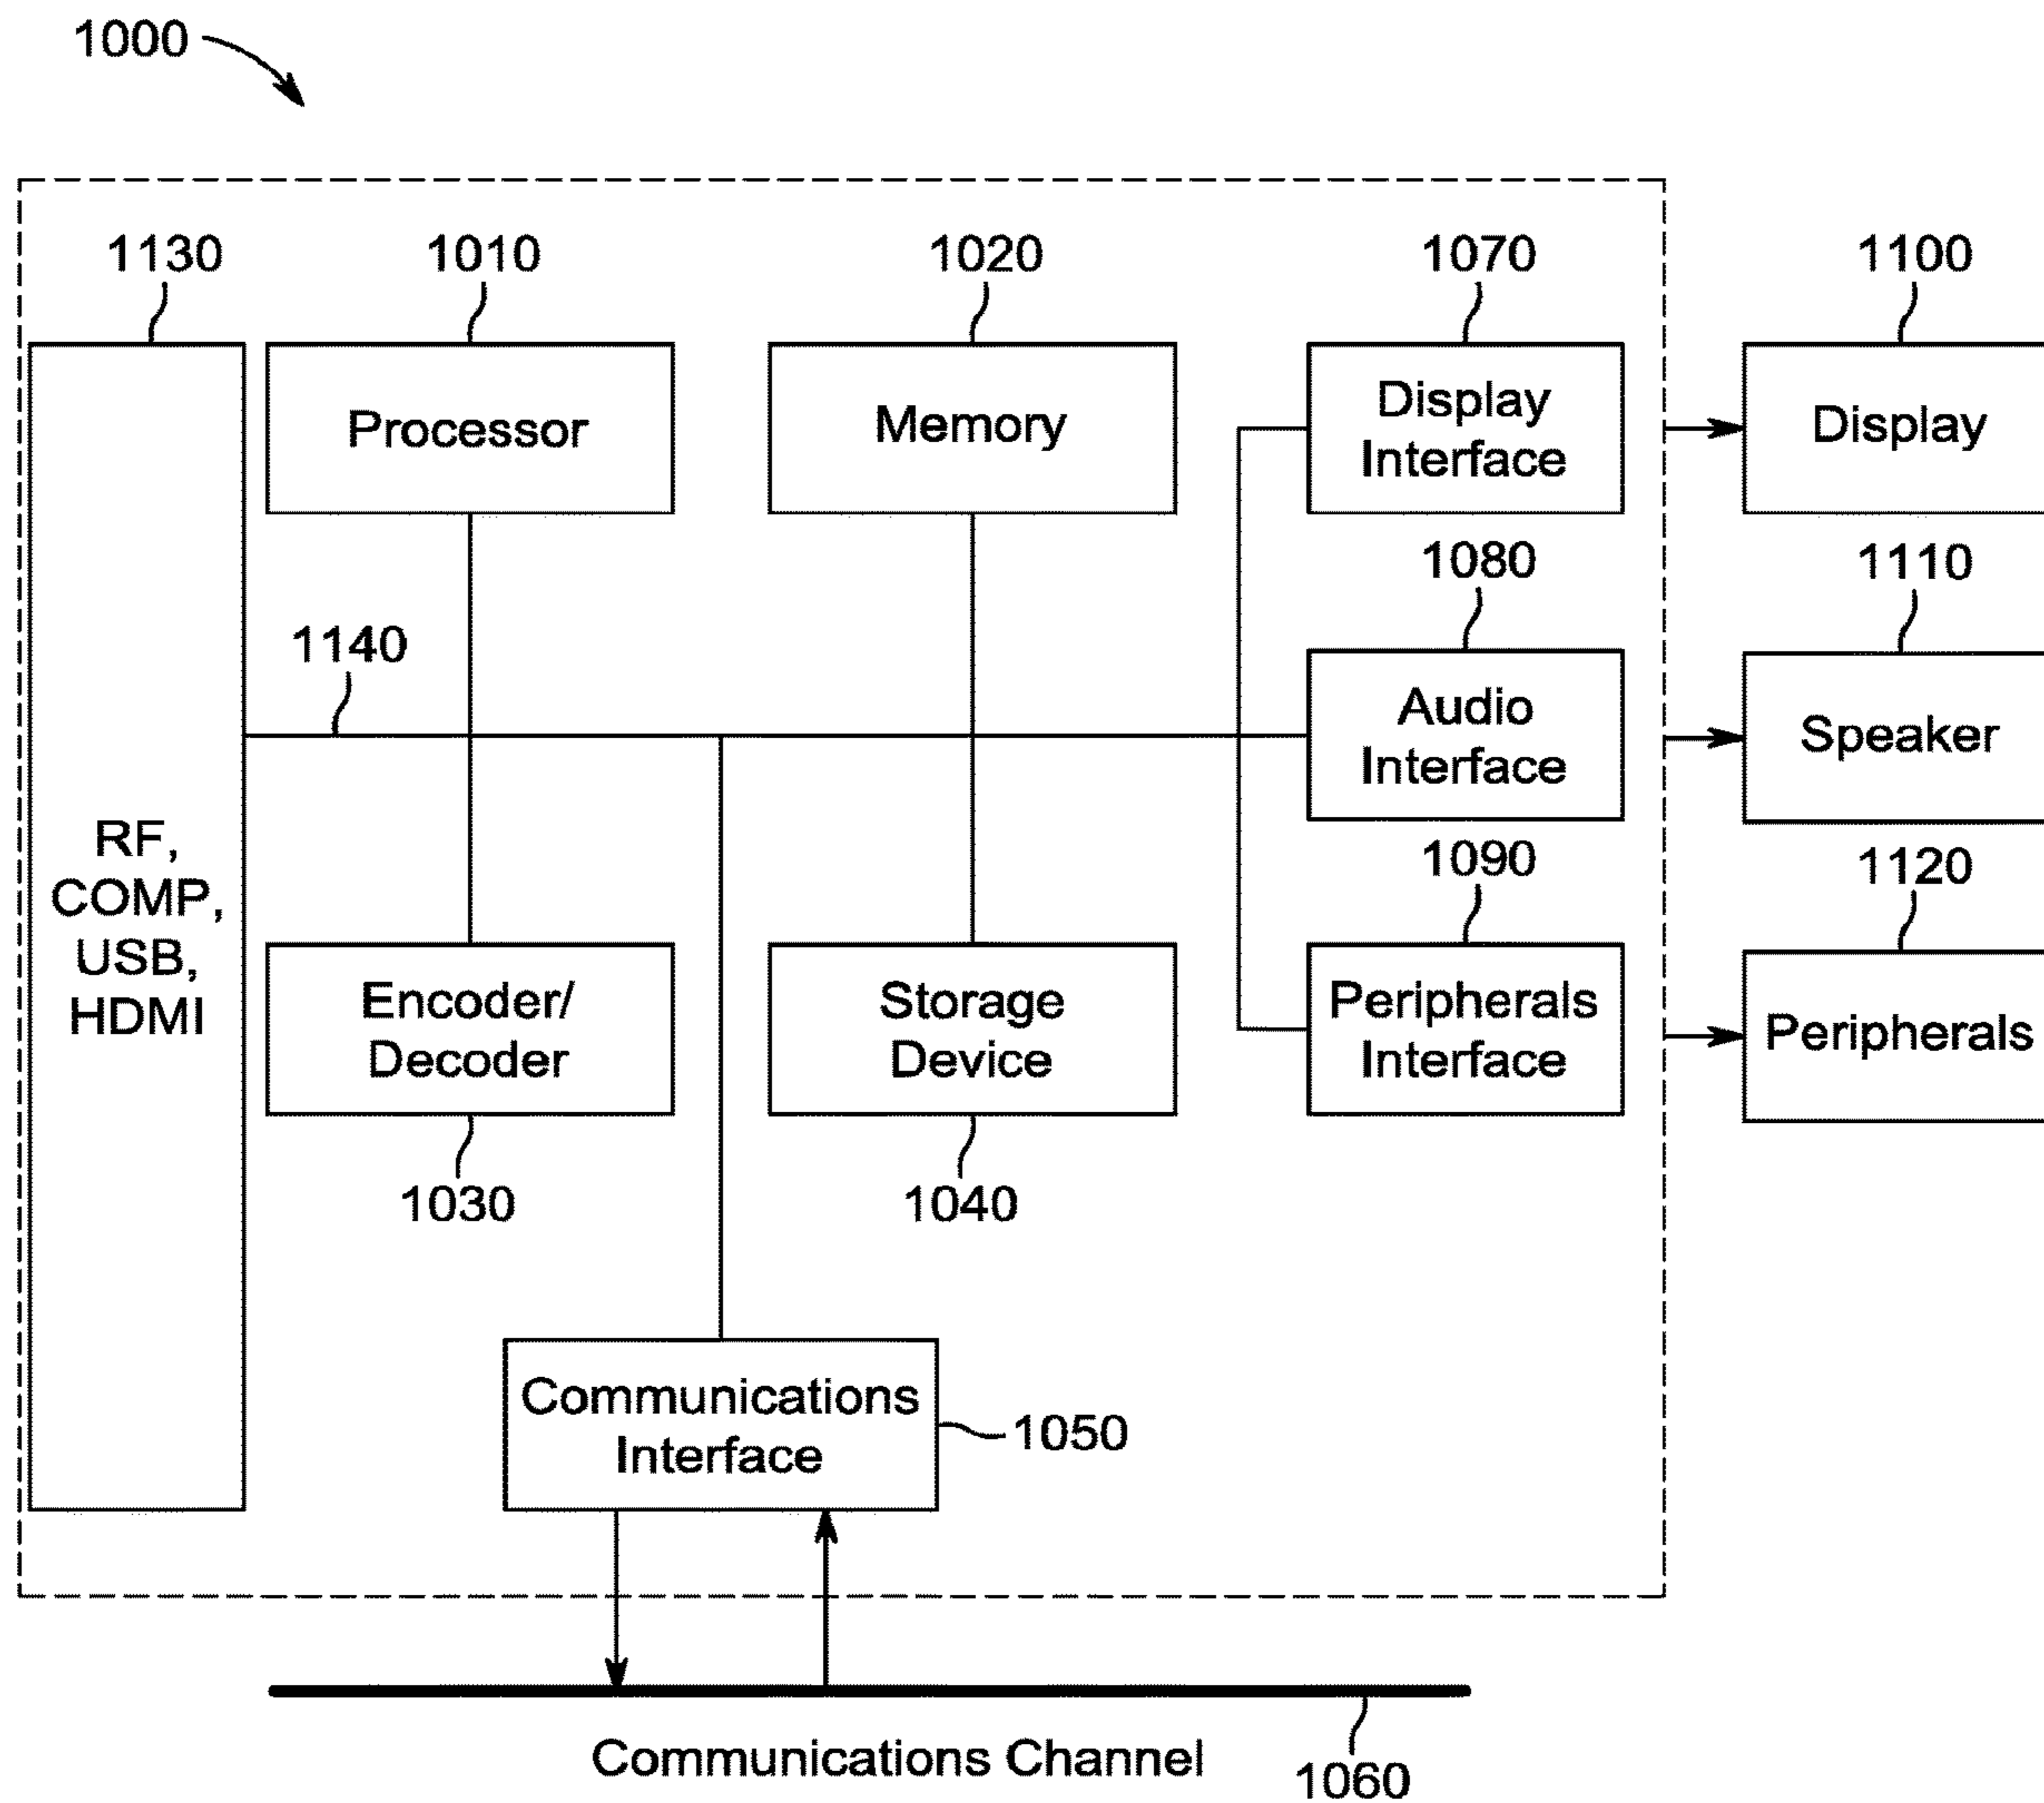 1000
1130
1010
1020
1070
1100
Processor
Memory
Display
Interface
Display
1080
1110
1140
Audio
Interface
Speaker
1090
1120
RF,
COMP,
USB,
HDMI
Encoder/
Decoder
Storage
Device
Peripherals
Interface
Peripherals
1030
1040
Communications
Interface
1050
Communications Channel
1060